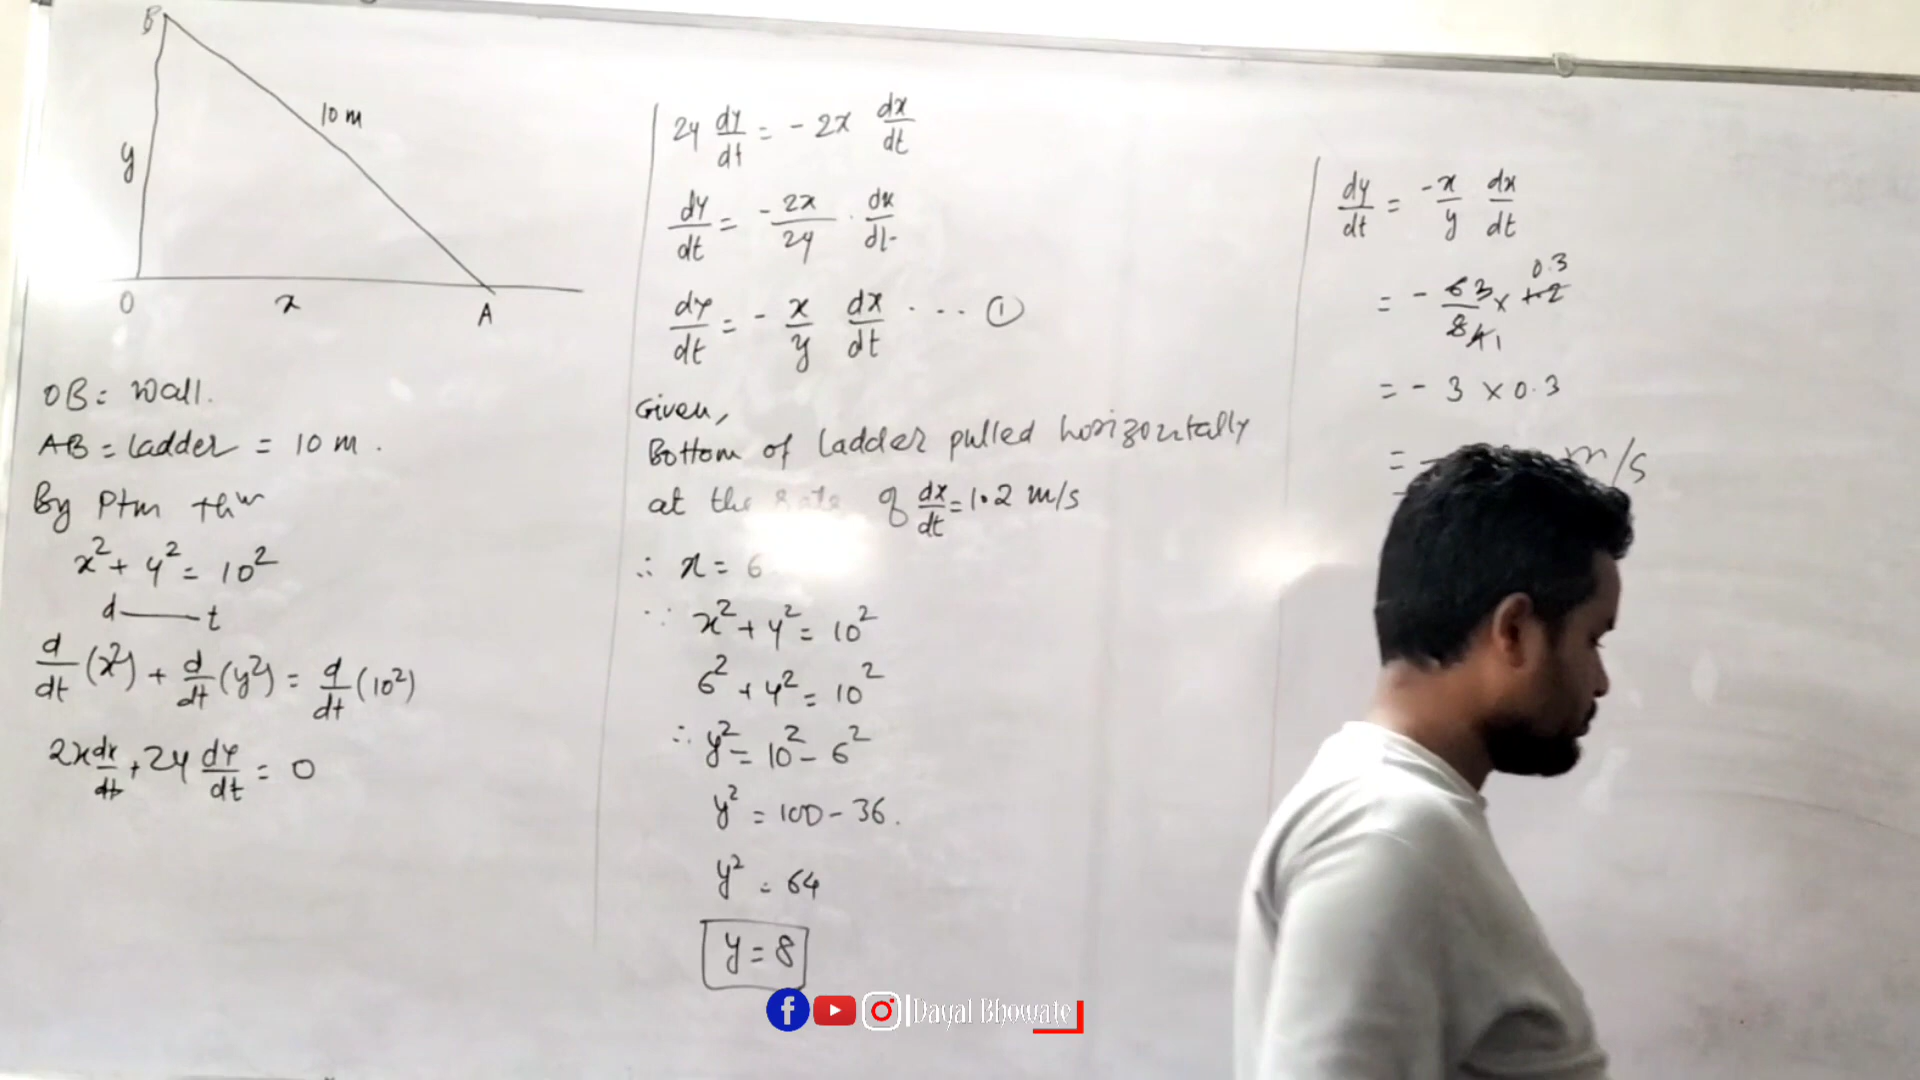 B
10 m
y
O x A
OB = Wall.
AB = ladder = 10 m.
By Ptm thm
x² + y² = 10²
d — t
d/dt (x²) + d/dt (y²) = d/dt (10²)
2x dx/dt + 2y dy/dt = 0
2y dy/dt = - 2x dx/dt
dy/dt = - 2x/2y . dx/dt
dy/dt = - x/y dx/dt .... ①
Given,
Bottom of ladder pulled horizontally
at the rate of dx/dt = 1.2 m/s
∴ x = 6
∵ x² + y² = 10²
6² + y² = 10²
∴ y² = 10² - 6²
y² = 100 - 36.
y² = 64
y = 8
dy/dt = -x/y dx/dt
0.3
= - 6 3/8 4 1 × 1.2
= - 3 × 0.3
= - m/s
Dayal Bhowate